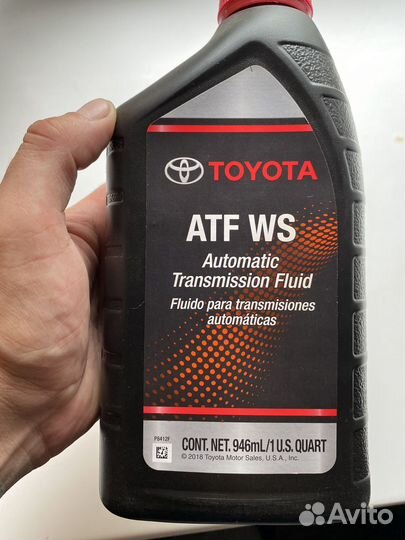 TOYOTA
ATF WS
Automatic
Transmission Fluid
Fluido para transmisiones
automáticas
P8412F
CONT. NET. 946mL/1 U.S. QUART
© 2018 Toyota Motor Sales, U.S.A., Inc.
Avito